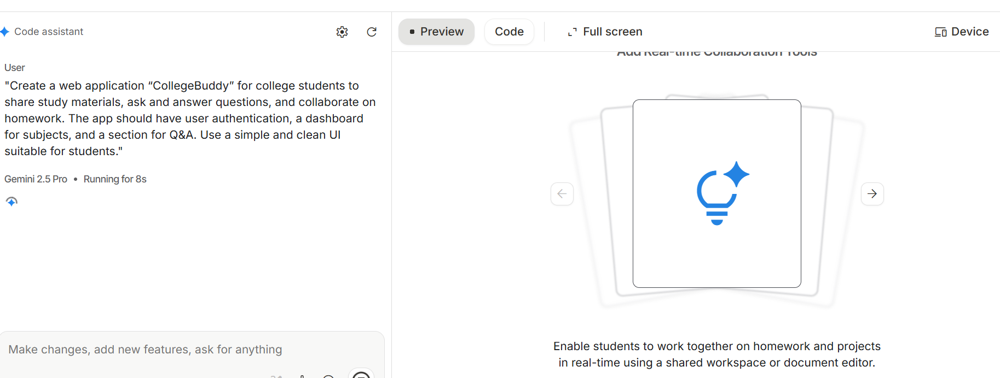 Code assistant
User
"Create a web application “CollegeBuddy” for college students to
share study materials, ask and answer questions, and collaborate on
homework. The app should have user authentication, a dashboard
for subjects, and a section for Q&A. Use a simple and clean UI
suitable for students."
Gemini 2.5 Pro • Running for 8s
Make changes, add new features, ask for anything
Preview
Code
Full screen
Device
Add Real-time Collaboration Tools
Enable students to work together on homework and projects
in real-time using a shared workspace or document editor.